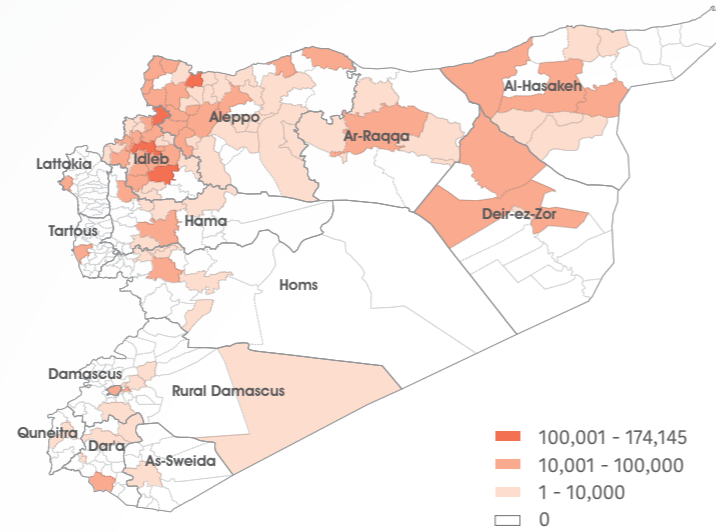 Al-Hasakeh
Aleppo
Ar-Raqqa
Idleb
Lattakia
Deir-ez-Zor
Hama
Tartous
Homs
Damascus
Rural Damascus
Quneitra
Dar'a
As-Sweida
100,001 - 174,145
10,001 - 100,000
1 - 10,000
0